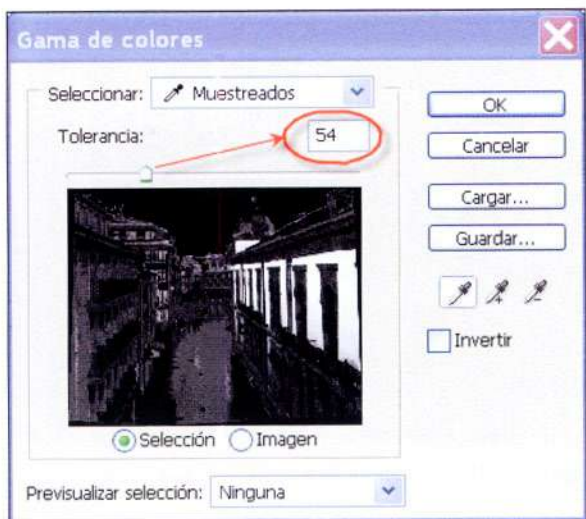 Gama de colores
Seleccionar: Muestreados
Tolerancia: 54
Selección Imagen
Previsualizar selección: Ninguna
OK
Cancelar
Cargar...
Guardar...
Invertir